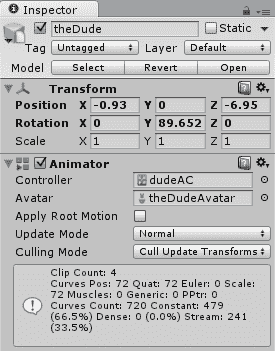 Inspector
theDude Static
Tag Untagged Layer Default
Model Select Revert Open
Transform
Position X -0.93 Y 0 Z -6.95
Rotation X 0 Y 89.652 Z 0
Scale X 1 Y 1 Z 1
Animator
Controller dudeAC
Avatar theDudeAvatar
Apply Root Motion
Update Mode Normal
Culling Mode Cull Update Transforms
Clip Count: 4
Curves Pos: 72 Quat: 72 Euler: 0 Scale:
72 Muscles: 0 Generic: 0 PPtr: 0
Curves Count: 720 Constant: 479
(66.5%) Dense: 0 (0.0%) Stream: 241
(33.5%)